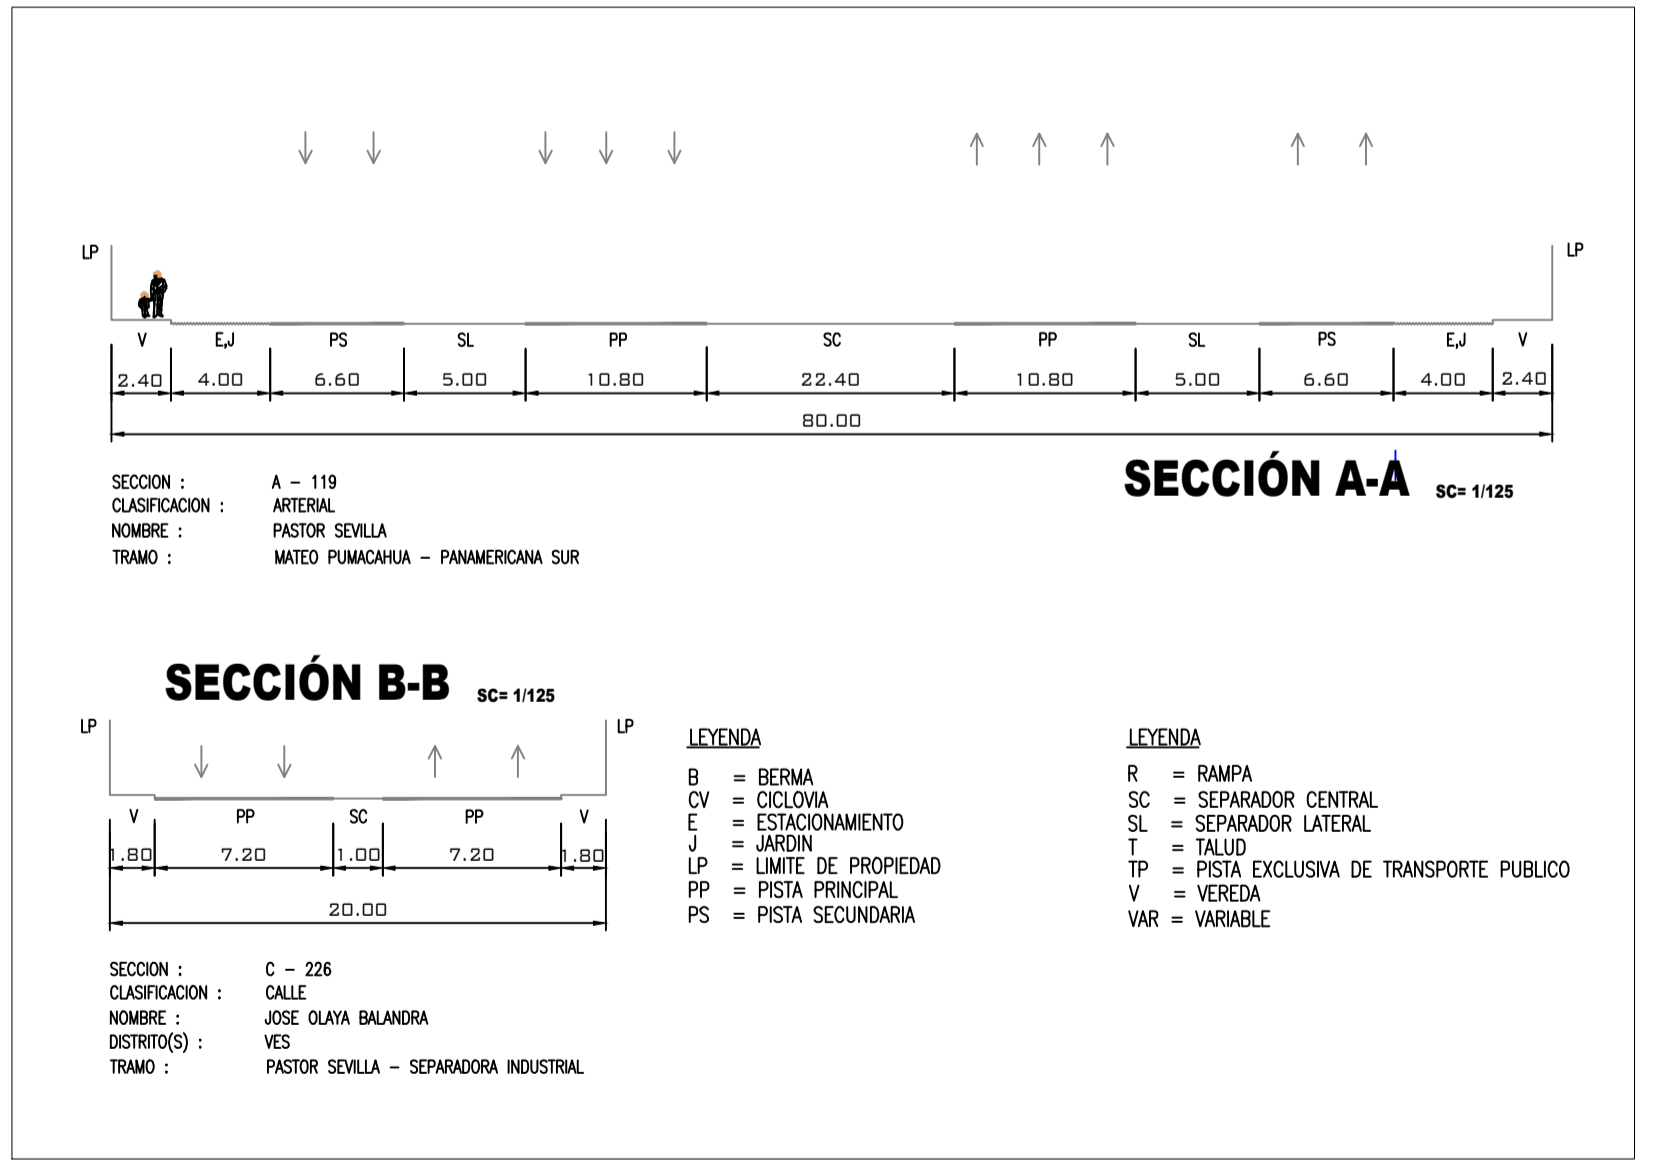 LP
LP
V E,J PS SL PP SC PP SL PS E,J V
2.40 4.00 6.60 5.00 10.80 22.40 10.80 5.00 6.60 4.00 2.40
80.00
SECCIÓN A-A SC= 1/125
SECCION : A - 119
CLASIFICACION : ARTERIAL
NOMBRE : PASTOR SEVILLA
TRAMO : MATEO PUMACAHUA - PANAMERICANA SUR
SECCIÓN B-B SC= 1/125
LP LP
V PP SC PP V
1.80 7.20 1.00 7.20 1.80
20.00
SECCION : C - 226
CLASIFICACION : CALLE
NOMBRE : JOSE OLAYA BALANDRA
DISTRITO(S) : VES
TRAMO : PASTOR SEVILLA - SEPARADORA INDUSTRIAL
LEYENDA
B = BERMA
CV = CICLOVIA
E = ESTACIONAMIENTO
J = JARDIN
LP = LIMITE DE PROPIEDAD
PP = PISTA PRINCIPAL
PS = PISTA SECUNDARIA
LEYENDA
R = RAMPA
SC = SEPARADOR CENTRAL
SL = SEPARADOR LATERAL
T = TALUD
TP = PISTA EXCLUSIVA DE TRANSPORTE PUBLICO
V = VEREDA
VAR = VARIABLE